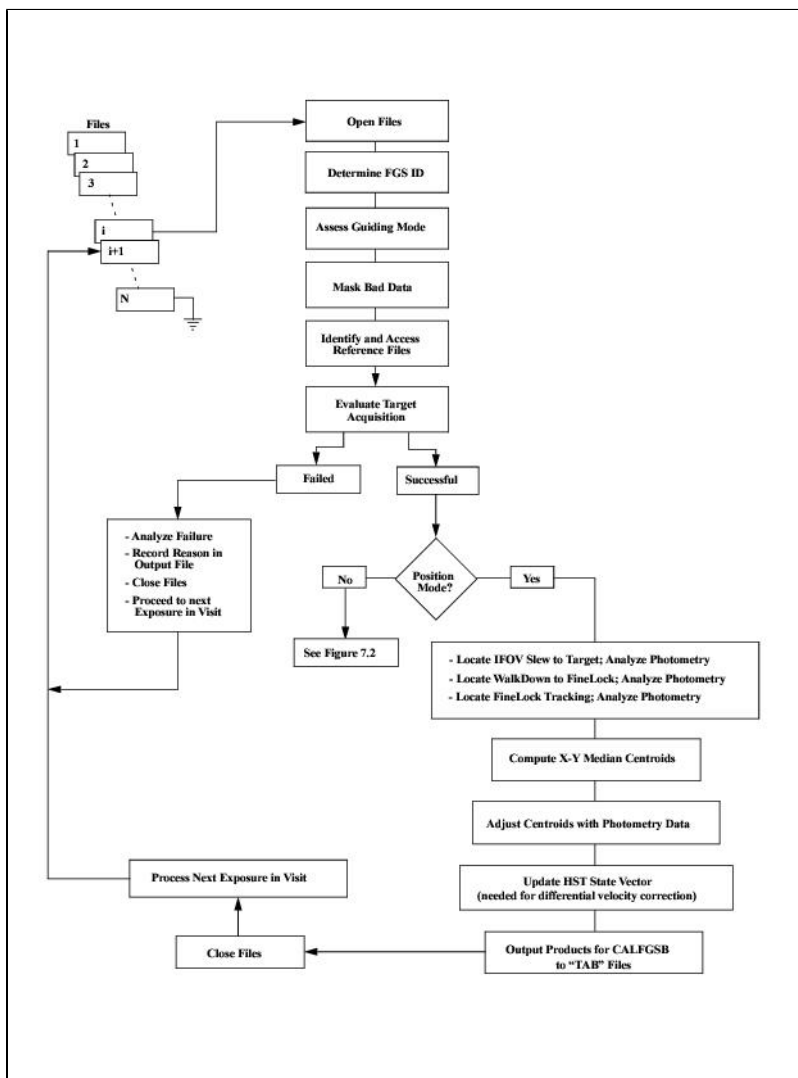 Files
1
2
3
i
i+1
N
Open Files
Determine FGS ID
Assess Guiding Mode
Mask Bad Data
Identify and Access
Reference Files
Evaluate Target
Acquisition
Failed
Successful
- Analyze Failure
- Record Reason in
Output File
- Close Files
- Proceed to next
Exposure in Visit
No
Position
Mode?
Yes
See Figure 7.2
- Locate IFOV Slew to Target; Analyze Photometry
- Locate WalkDown to FineLock; Analyze Photometry
- Locate FineLock Tracking; Analyze Photometry
Compute X-Y Median Centroids
Adjust Centroids with Photometry Data
Update HST State Vector
(needed for differential velocity correction)
Output Products for CALFGSB
to “TAB” Files
Close Files
Process Next Exposure in Visit